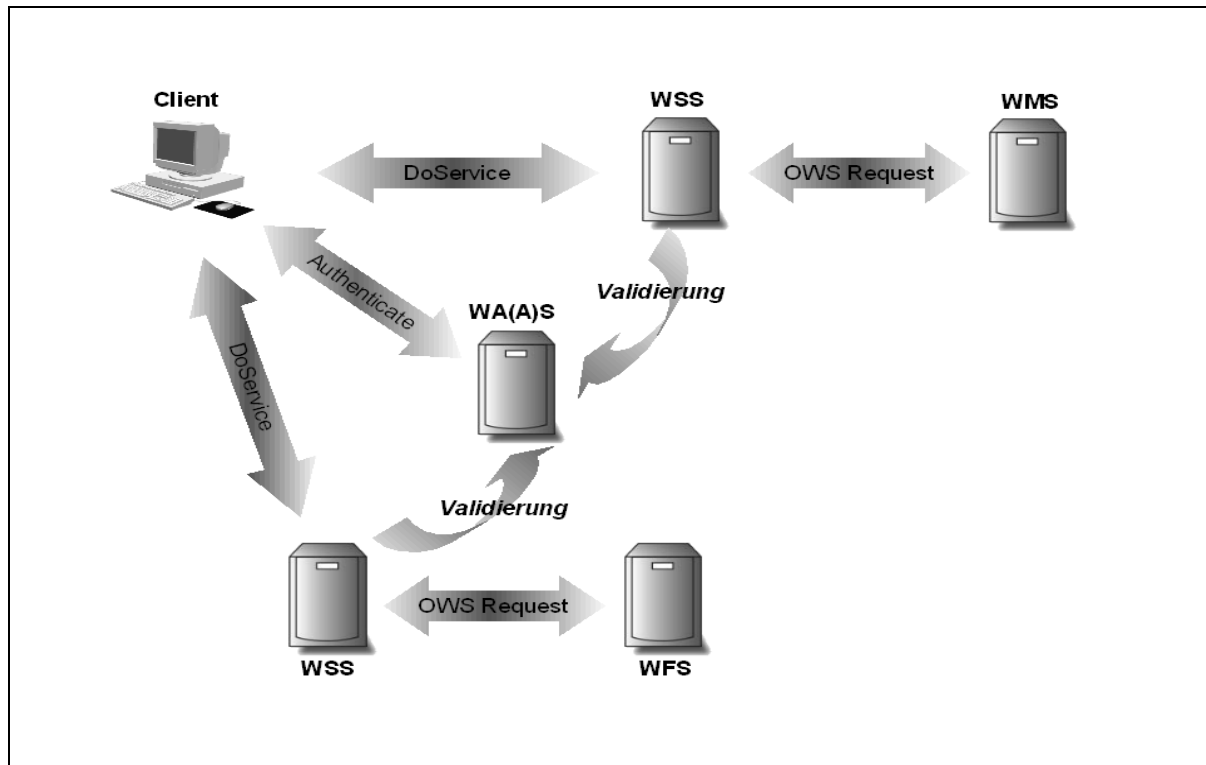 Client
WSS
WMS
DoService
OWS Request
Authenticate
Validierung
WA(A)S
DoService
Validierung
OWS Request
WSS
WFS